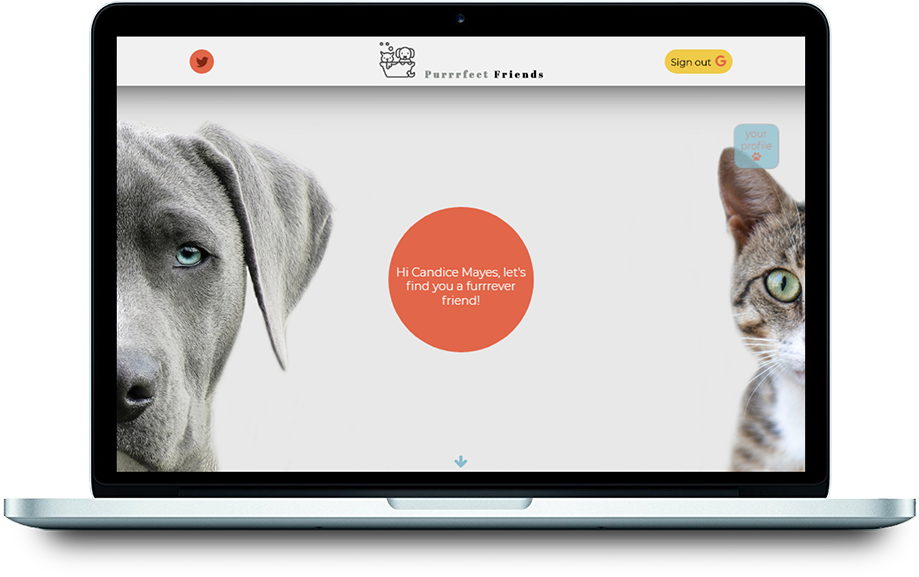 Purrrfect Friends
Sign out G
your
profile
Hi Candice Mayes, let's
find you a furrrever
friend!